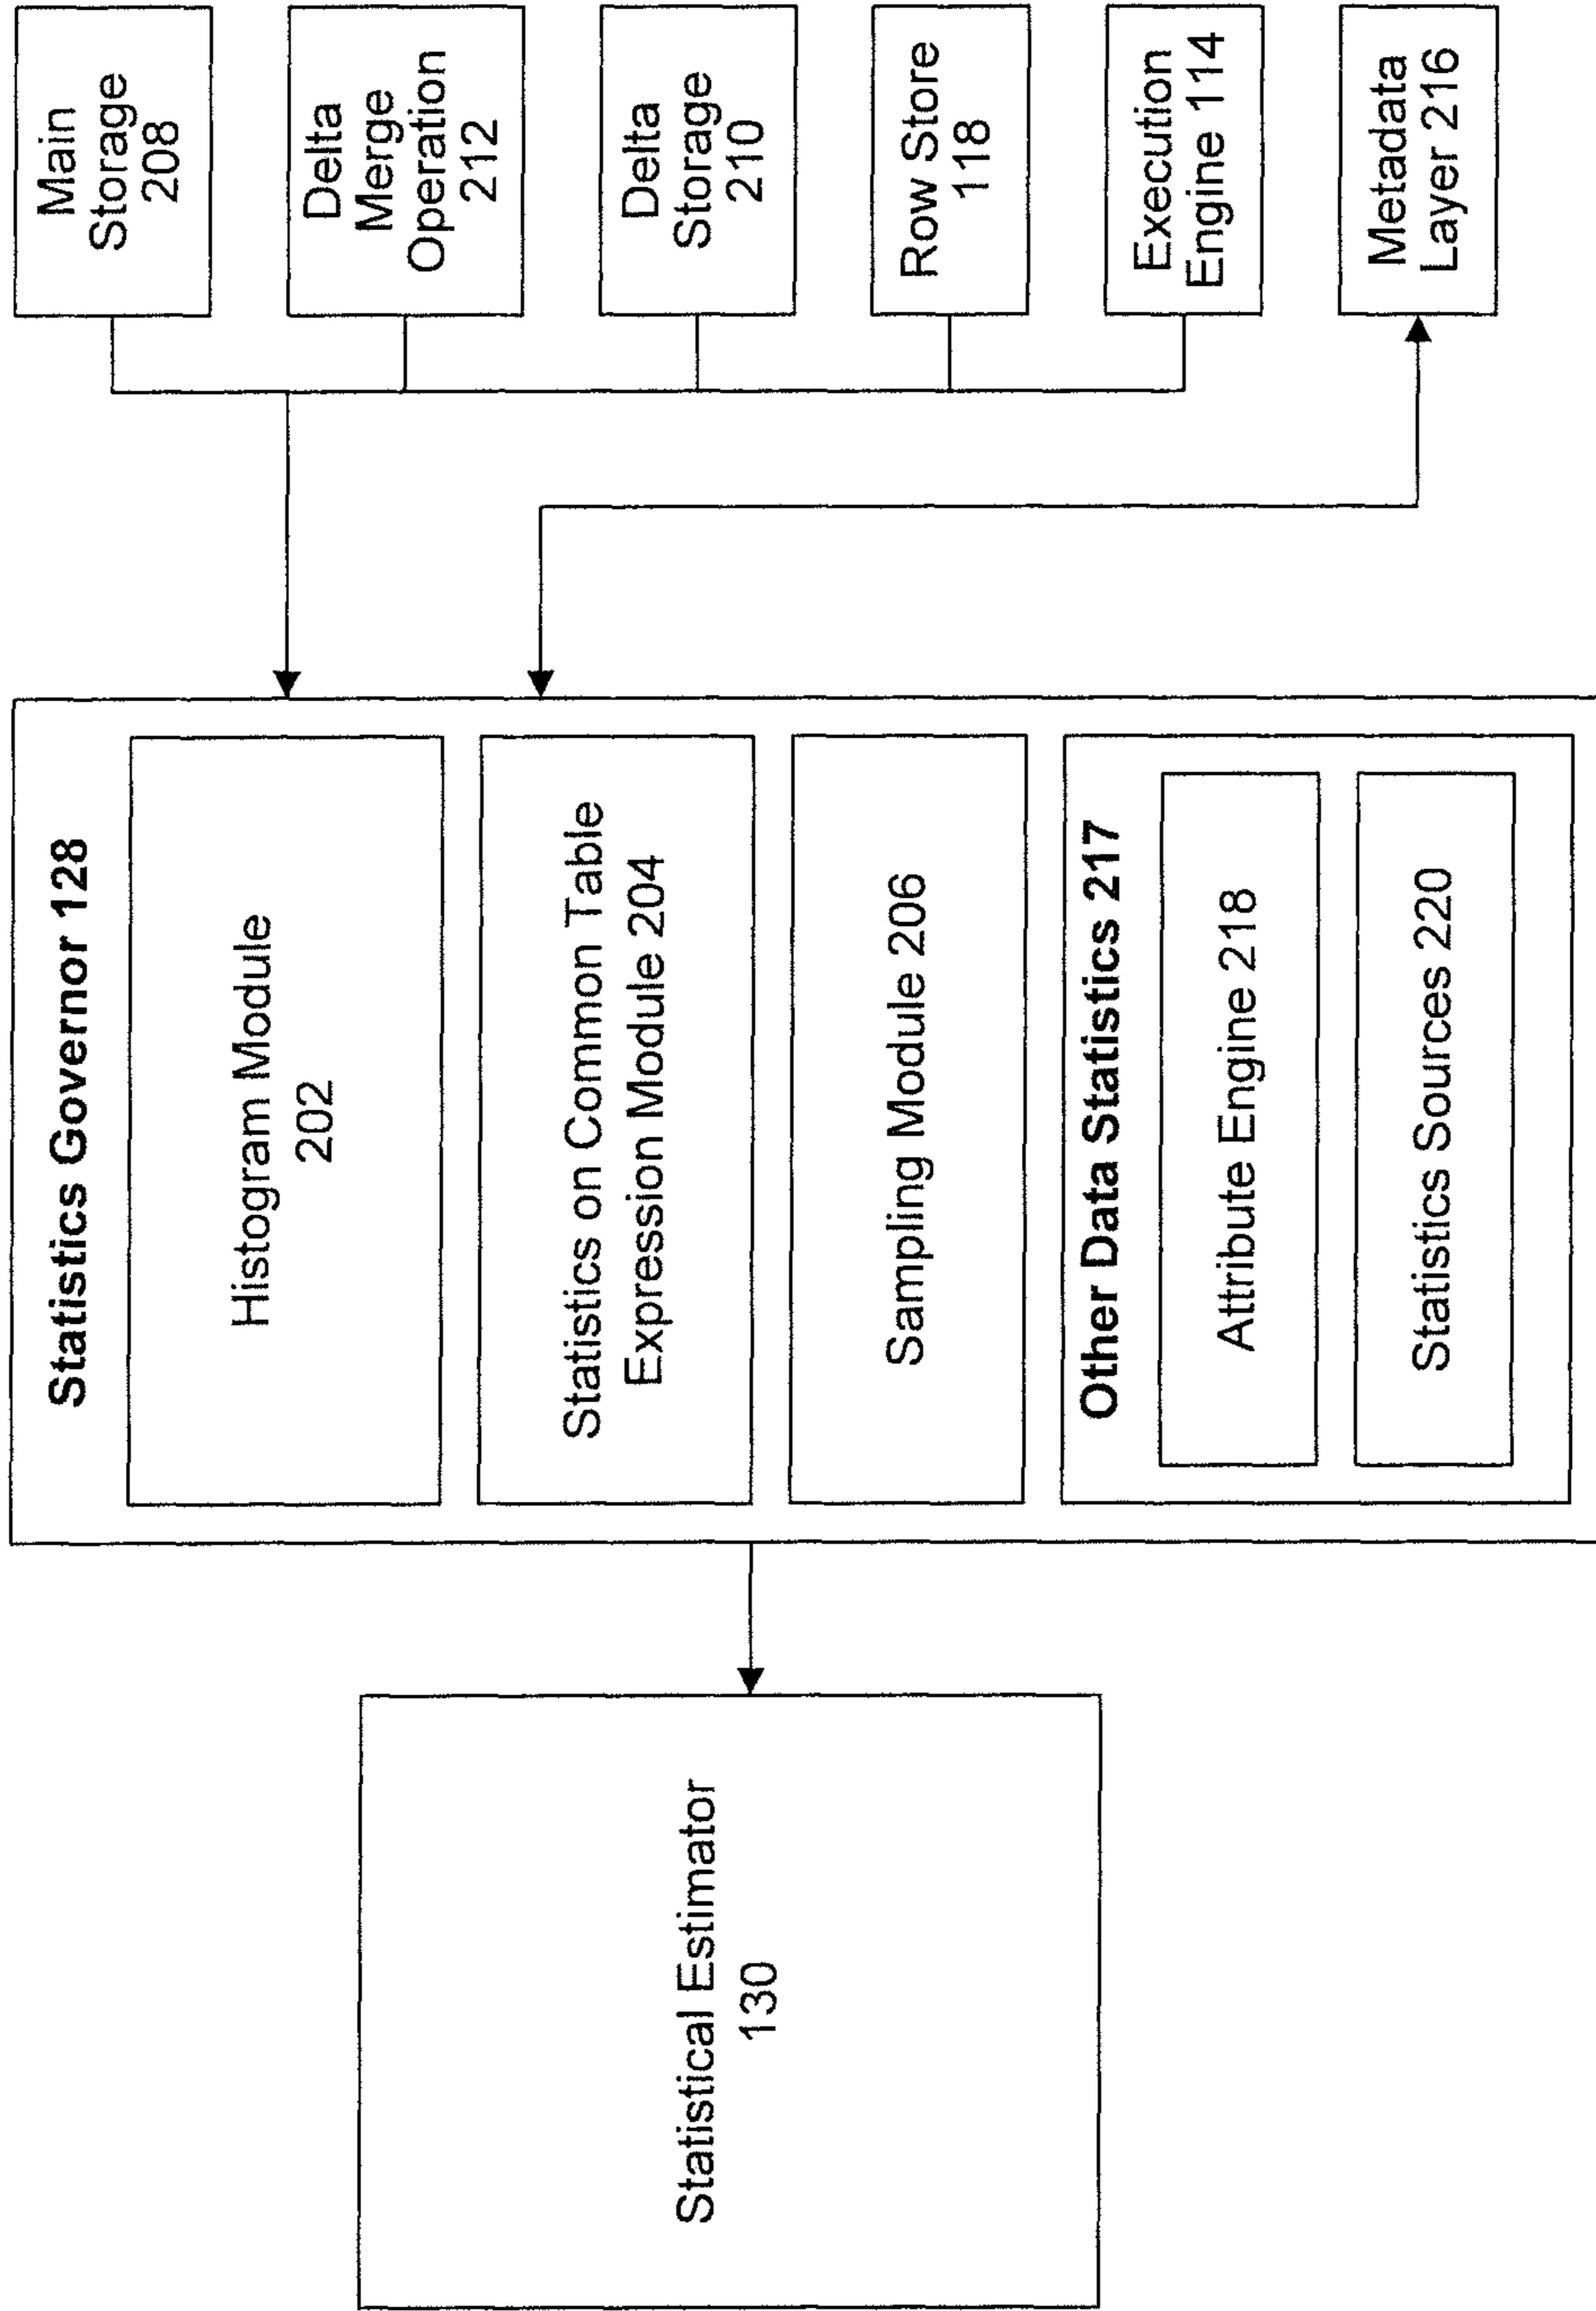 Statistical Estimator
130
Statistics Governor 128
Histogram Module
202
Statistics on Common Table
Expression Module 204
Sampling Module 206
Other Data Statistics 217
Attribute Engine 218
Statistics Sources 220
Main
Storage
208
Delta
Merge
Operation
212
Delta
Storage
210
Row Store
118
Execution
Engine 114
Metadata
Layer 216